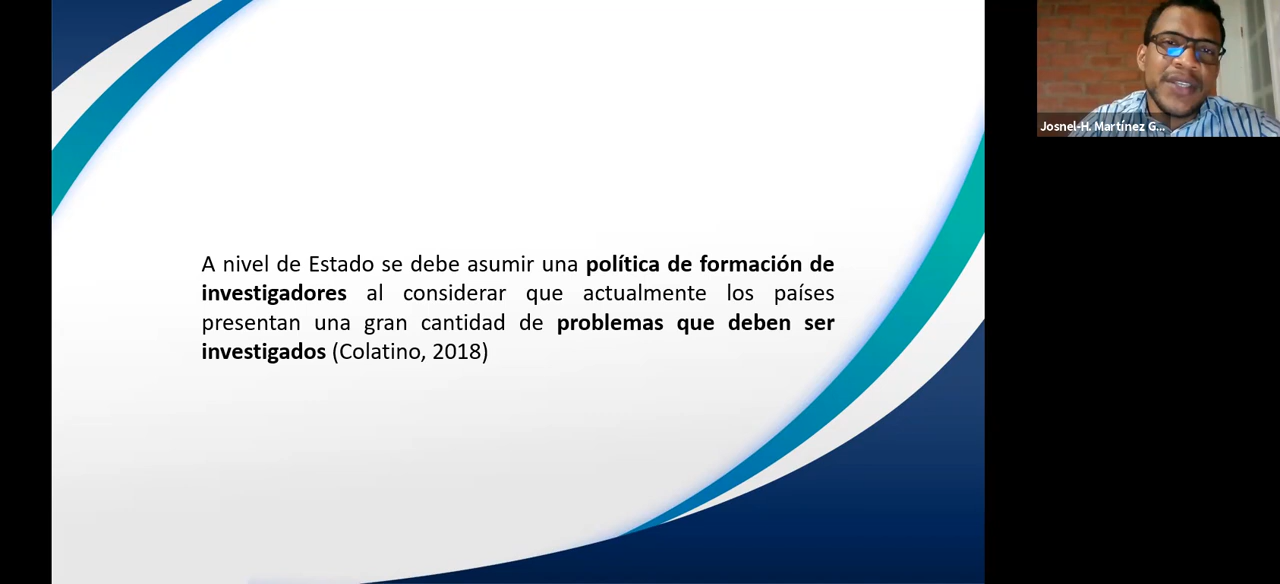 A nivel de Estado se debe asumir una política de formación de
investigadores al considerar que actualmente los países
presentan una gran cantidad de problemas que deben ser
investigados (Colatino, 2018)
Josnel-H. Martínez G...